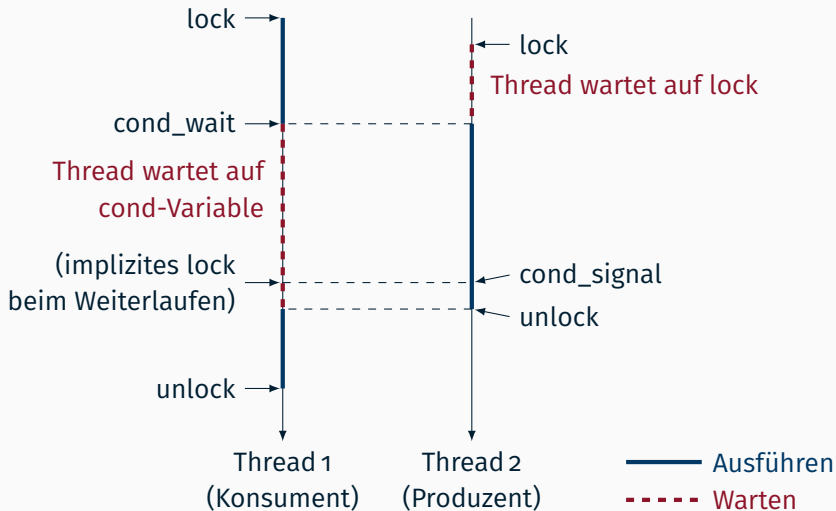 lock
lock
Thread wartet auf lock
cond_wait
Thread wartet auf
cond-Variable
(implizites lock
beim Weiterlaufen)
cond_signal
unlock
unlock
Thread 1
(Konsument)
Thread 2
(Produzent)
Ausführen
Warten